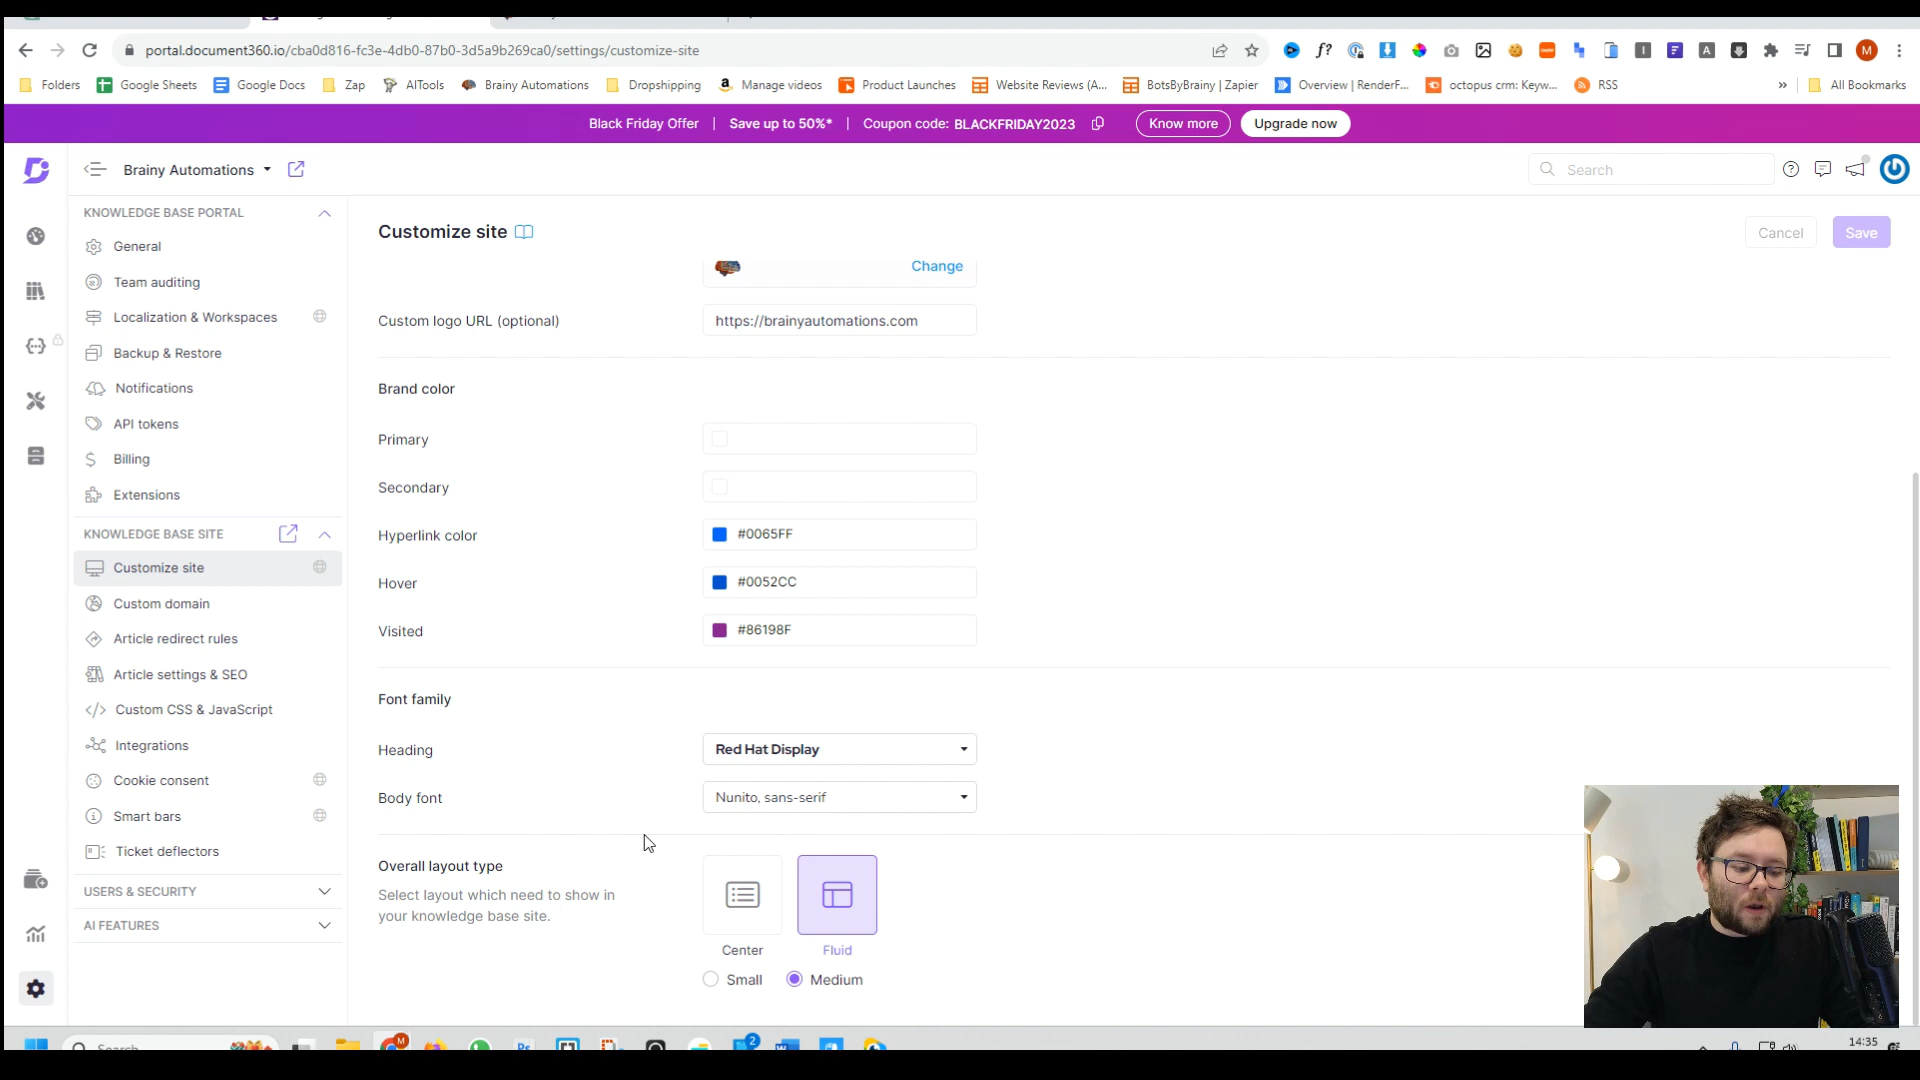 portal.document360.io/cba0d816-fc3e-4db0-87b0-3d5a9b269ca0/settings/customize-site
Folders Google Sheets Google Docs Zap AITools Brainy Automations Dropshipping Manage videos Product Launches Website Reviews (A... BotsByBrainy | Zapier Overview | RenderF... octopus crm: Keyw... RSS » All Bookmarks
Black Friday Offer | Save up to 50%* | Coupon code: BLACKFRIDAY2023 Know more Upgrade now
Brainy Automations Search
KNOWLEDGE BASE PORTAL
General
Team auditing
Localization & Workspaces
Backup & Restore
Notifications
API tokens
Billing
Extensions
KNOWLEDGE BASE SITE
Customize site
Custom domain
Article redirect rules
Article settings & SEO
Custom CSS & JavaScript
Integrations
Cookie consent
Smart bars
Ticket deflectors
USERS & SECURITY
AI FEATURES
Customize site Cancel Save
Change
Custom logo URL (optional) https://brainyautomations.com
Brand color
Primary
Secondary
Hyperlink color #0065FF
Hover #0052CC
Visited #86198F
Font family
Heading Red Hat Display
Body font Nunito, sans-serif
Overall layout type
Select layout which need to show in
your knowledge base site.
Center Fluid
Small Medium
Search
14:35